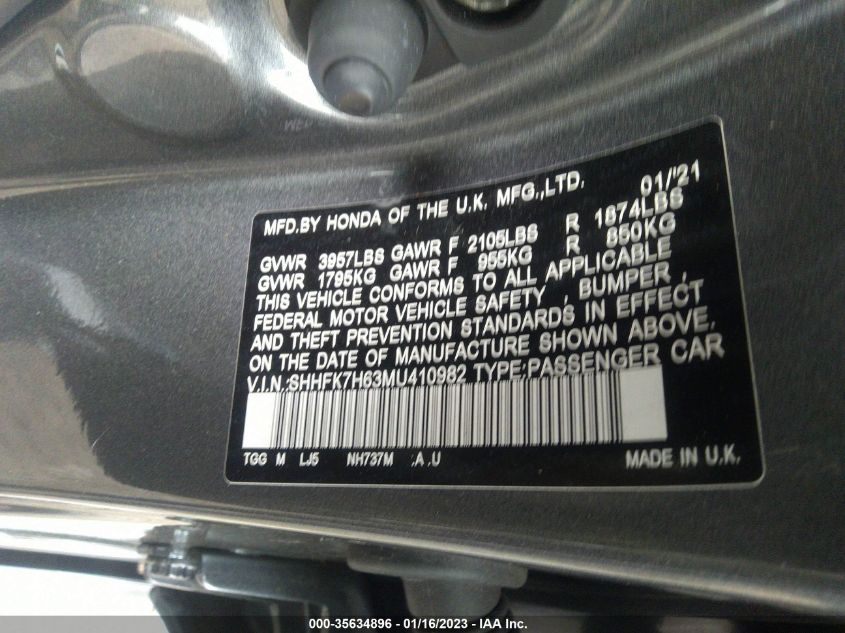 MFD.BY HONDA OF THE U.K. MFG.,LTD. 01/'21
GVWR 3957LBS GAWR F 2105LBS R 1874LBS
GVWR 1795KG GAWR F 955KG R 850KG
THIS VEHICLE CONFORMS TO ALL APPLICABLE
FEDERAL MOTOR VEHICLE SAFETY , BUMPER ,
AND THEFT PREVENTION STANDARDS IN EFFECT
ON THE DATE OF MANUFACTURE SHOWN ABOVE.
V.I.N.:SHHFK7H63MU410982 TYPE:PASSENGER CAR
TGG M LJ5 NH737M .A .U MADE IN U.K.
000-35634896 - 01/16/2023 - IAA Inc.